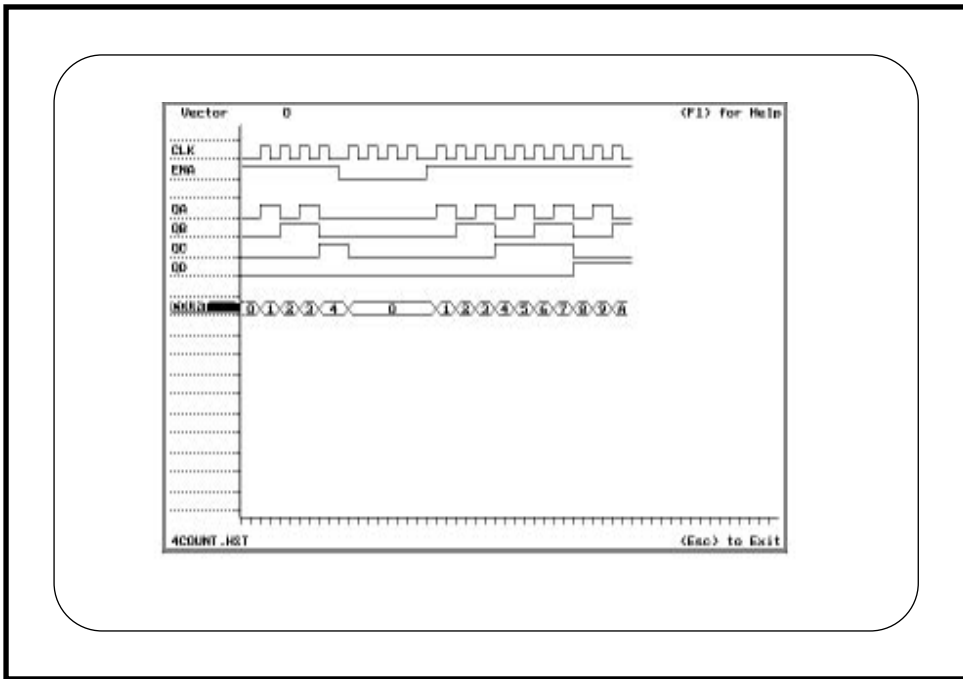 Vector 0 <F1> for Help
CLK
ENA
QA
QB
QC
QD
0 1 2 3 4 0 1 2 3 4 5 6 7 8 9 A
4COUNT.HST <Esc> to Exit